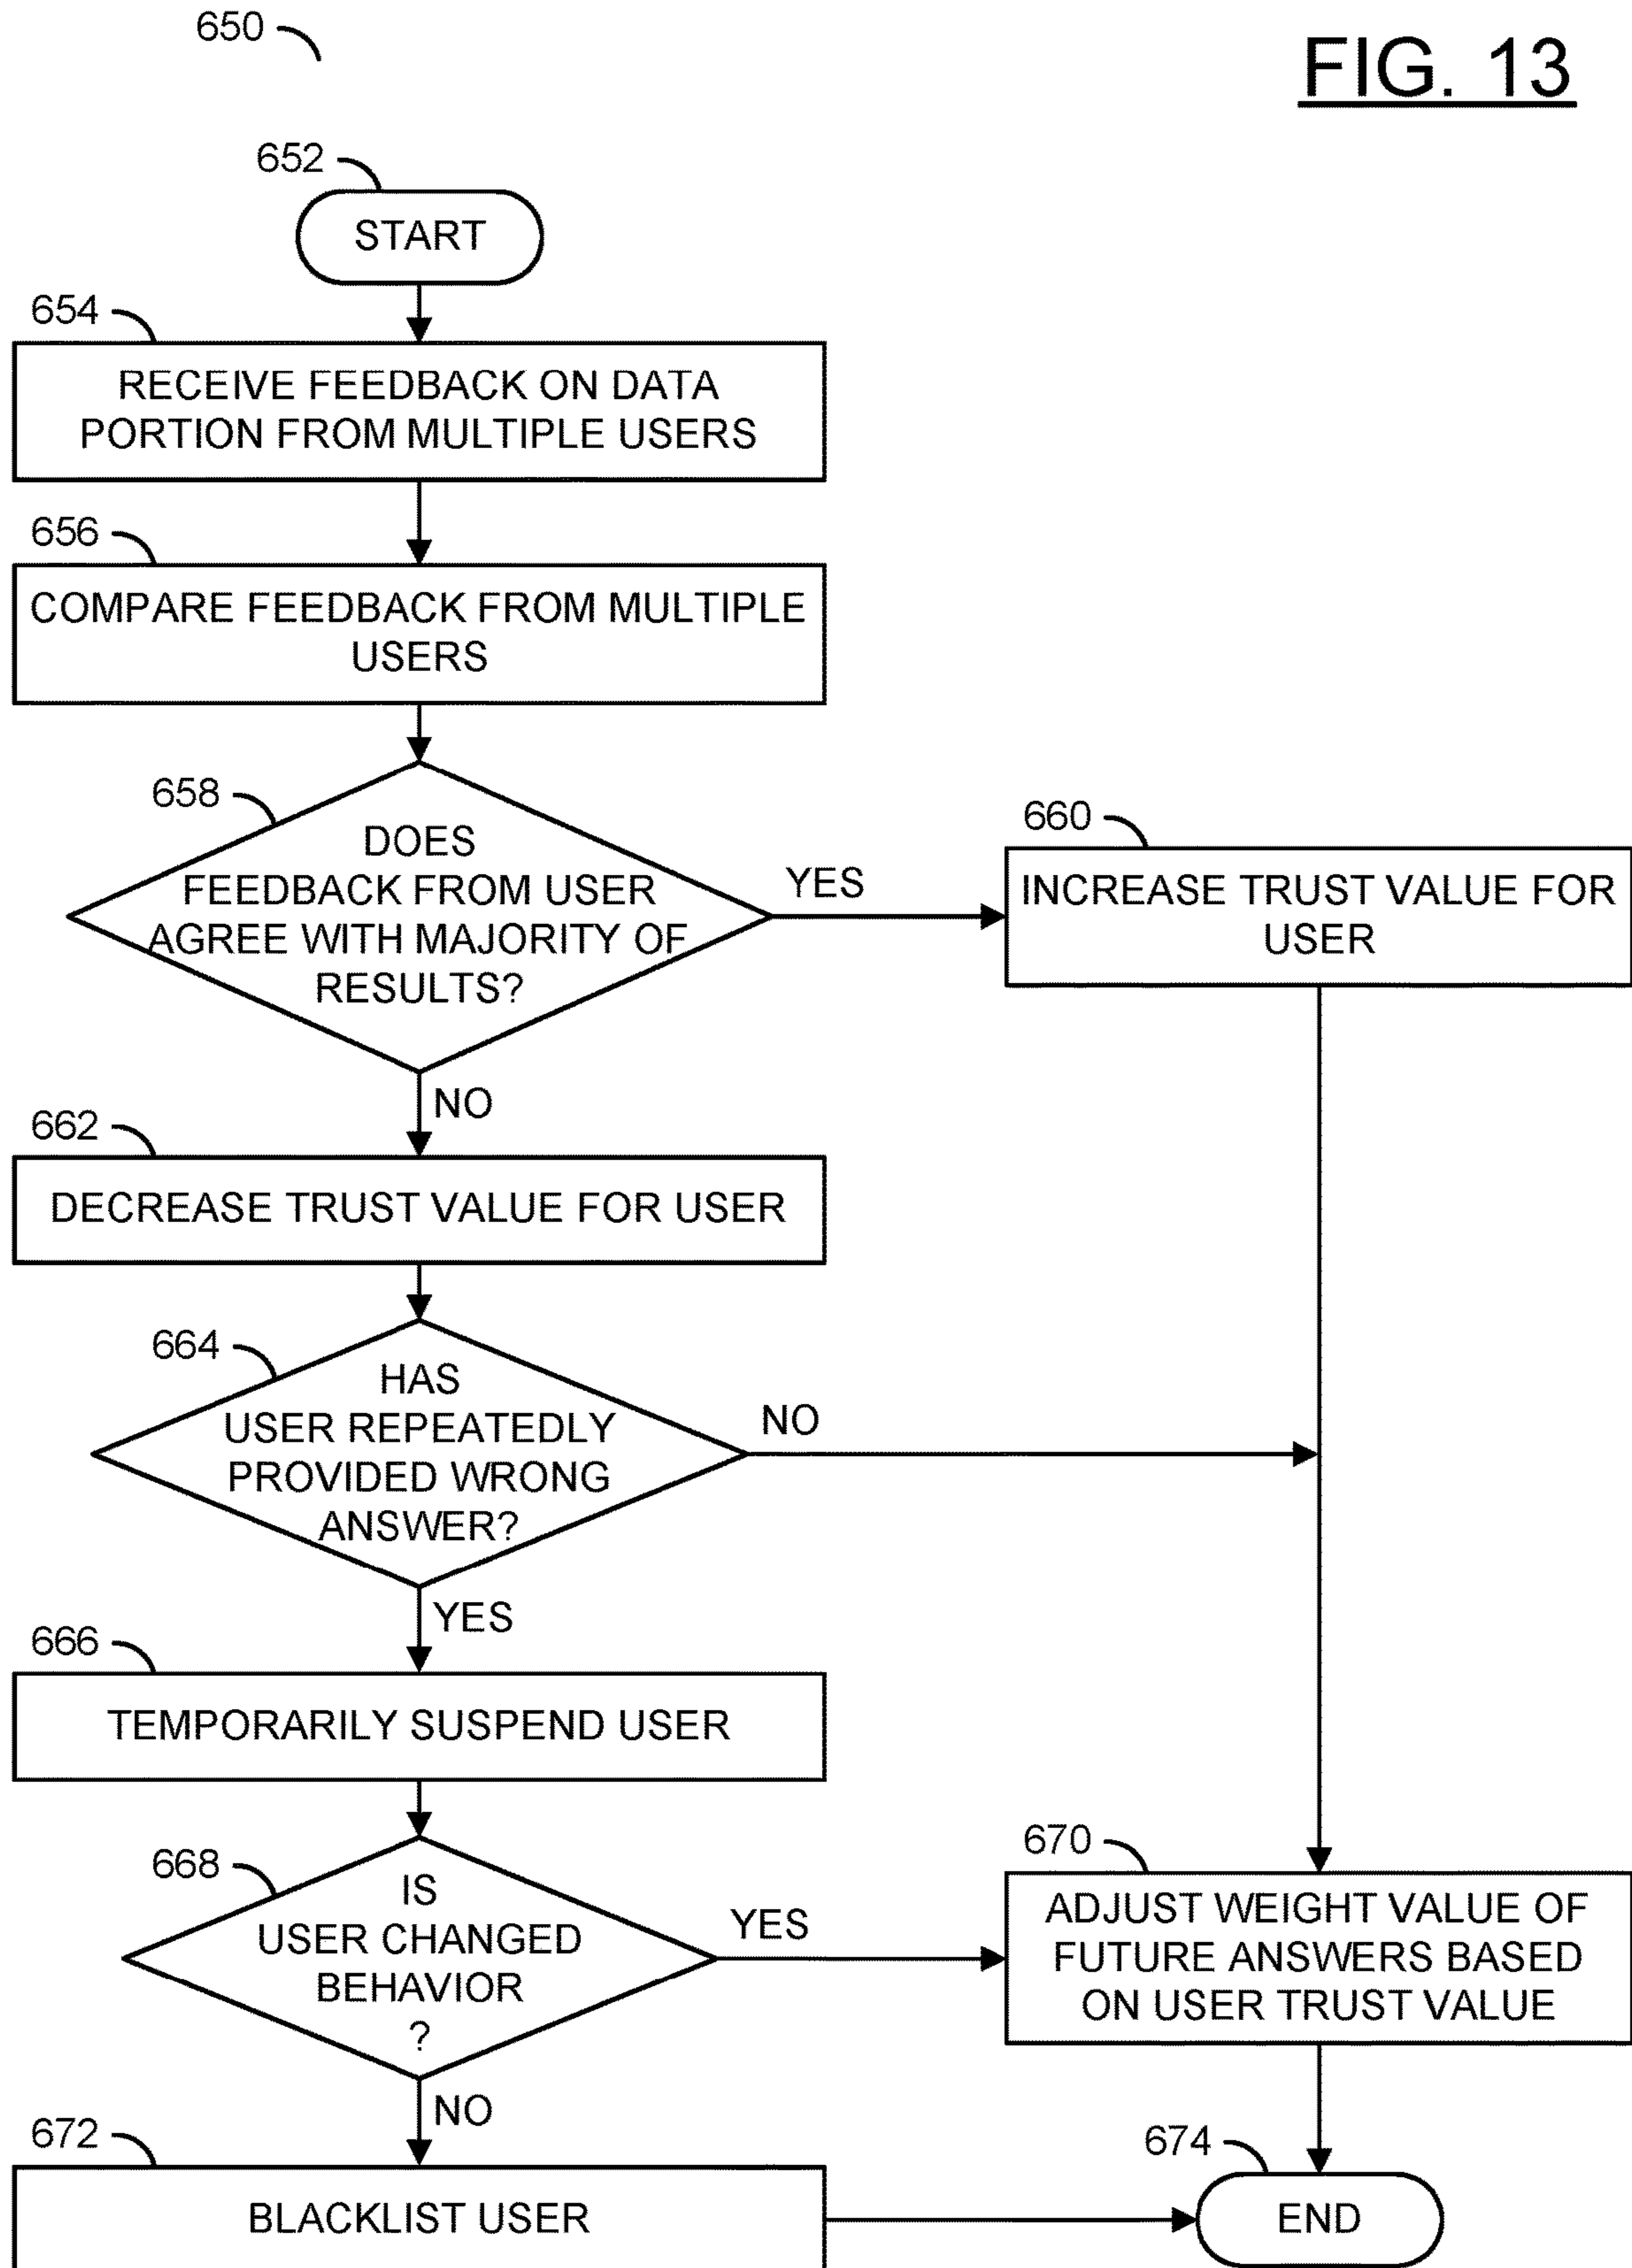 650
FIG. 13
652
START
654
RECEIVE FEEDBACK ON DATA
PORTION FROM MULTIPLE USERS
656
COMPARE FEEDBACK FROM MULTIPLE
USERS
658
DOES
FEEDBACK FROM USER
AGREE WITH MAJORITY OF
RESULTS?
YES
660
INCREASE TRUST VALUE FOR
USER
NO
662
DECREASE TRUST VALUE FOR USER
664
HAS
USER REPEATEDLY
PROVIDED WRONG
ANSWER?
NO
YES
666
TEMPORARILY SUSPEND USER
668
IS
USER CHANGED
BEHAVIOR
?
YES
670
ADJUST WEIGHT VALUE OF
FUTURE ANSWERS BASED
ON USER TRUST VALUE
NO
672
BLACKLIST USER
674
END